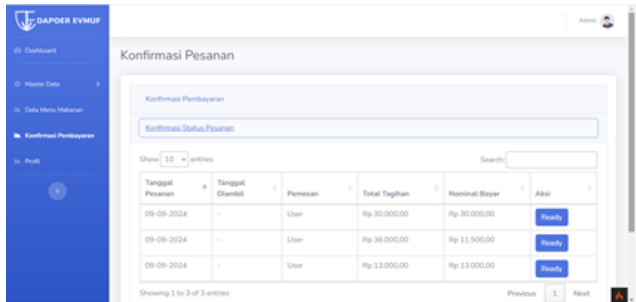 DAPOER EVMUF
Admin
Dashboard
Konfirmasi Pesanan
Master Data
Konfirmasi Pembayaran
Data Menu Makanan
Konfirmasi Status Pesanan
Konfirmasi Pembayaran
Profil
Show 10 entries
Search:
Tanggal Pesanan Tanggal Diambil Pemesan Total Tagihan Nominal Bayar Aksi
09-09-2024 - User Rp 30.000,00 Rp 30.000,00 Ready
09-09-2024 - User Rp 36.000,00 Rp 11.500,00 Ready
09-09-2024 - User Rp 13.000,00 Rp 13.000,00 Ready
Showing 1 to 3 of 3 entries
Previous 1 Next